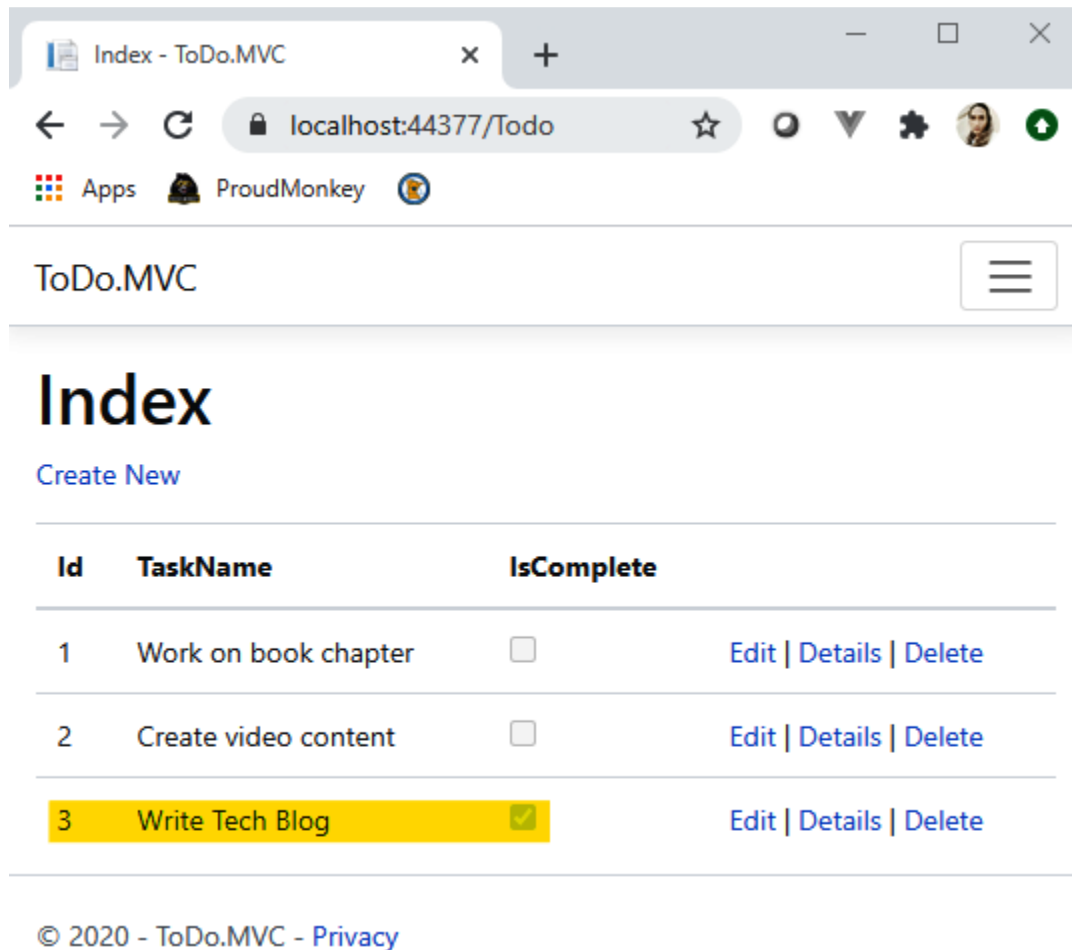 Index - ToDo.MVC
localhost:44377/Todo
Apps ProudMonkey
ToDo.MVC
Index
Create New
Id TaskName IsComplete
1 Work on book chapter Edit | Details | Delete
2 Create video content Edit | Details | Delete
3 Write Tech Blog Edit | Details | Delete
© 2020 - ToDo.MVC - Privacy